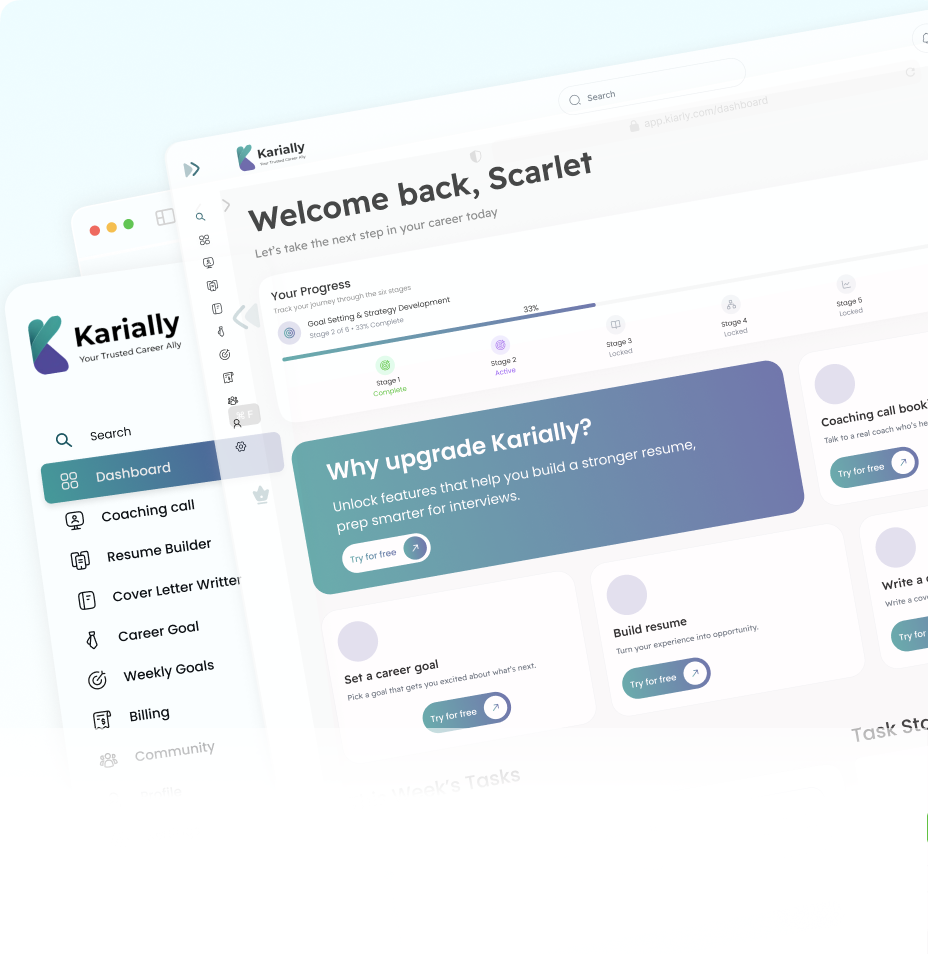 Search
app.kiarly.com/dashboard
Karially
Your Trusted Career Ally
Welcome back, Scarlet
Let's take the next step in your career today
Your Progress
Track your journey through the six stages
Goal Setting & Strategy Development
Stage 2 of 6 • 33% Complete
33%
Stage 1
Complete
Stage 2
Active
Stage 3
Locked
Stage 4
Locked
Stage 5
Locked
Karially
Your Trusted Career Ally
Search
⌘ F
Dashboard
Coaching call
Resume Builder
Cover Letter Writter
Career Goal
Weekly Goals
Billing
Community
Profile
Why upgrade Karially?
Unlock features that help you build a stronger resume,
prep smarter for interviews.
Try for free
Coaching call book
Talk to a real coach who's he
Try for free
Set a career goal
Pick a goal that gets you excited about what's next.
Try for free
Build resume
Turn your experience into opportunity.
Try for free
Write a
Write a cov
Try for
Week's Tasks
Task Sta